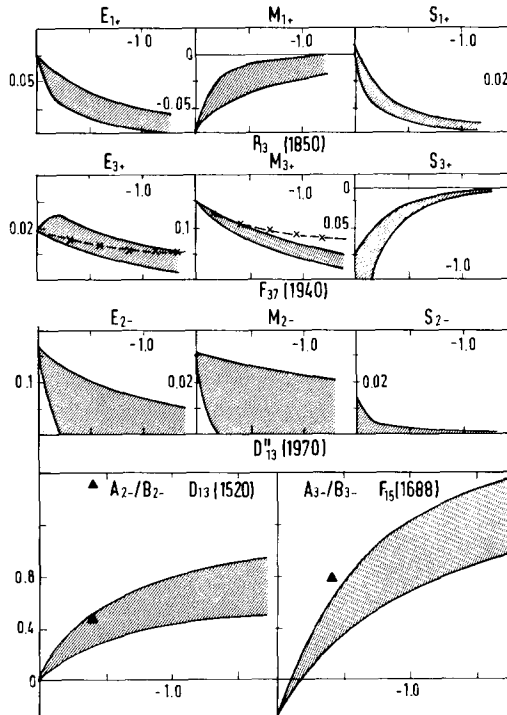 E1+ M1+ S1+
-1.0 -1.0 -1.0
0
0.05 -0.05 0.02
R13 (1850)
E3+ M3+ S3+
-1.0 -1.0 0
0.02 0.1 0.05
-1.0
F37 (1940)
E2- M2- S2-
-1.0 -1.0 -1.0
0.1 0.02 0.02
D''13 (1970)
A2-/B2- D13 (1520) A3-/B3- F15 (1688)
0.8
0.4
0
-1.0 -1.0